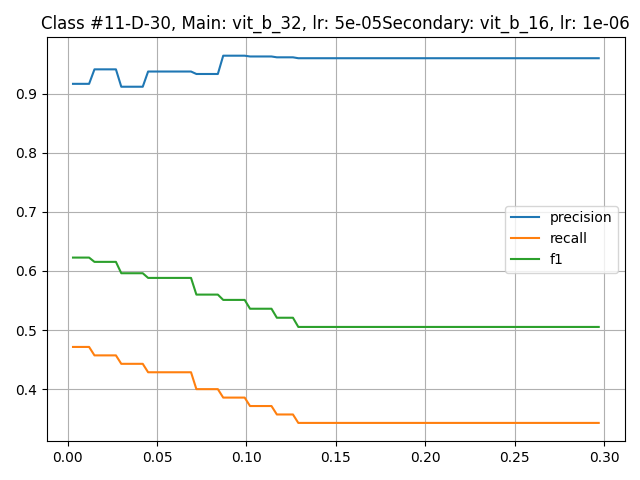 Class #11-D-30, Main: vit_b_32, lr: 5e-05Secondary: vit_b_16, lr: 1e-06
0.9
0.8
0.7
0.6
0.5
0.4
precision
recall
f1
0.00 0.05 0.10 0.15 0.20 0.25 0.30